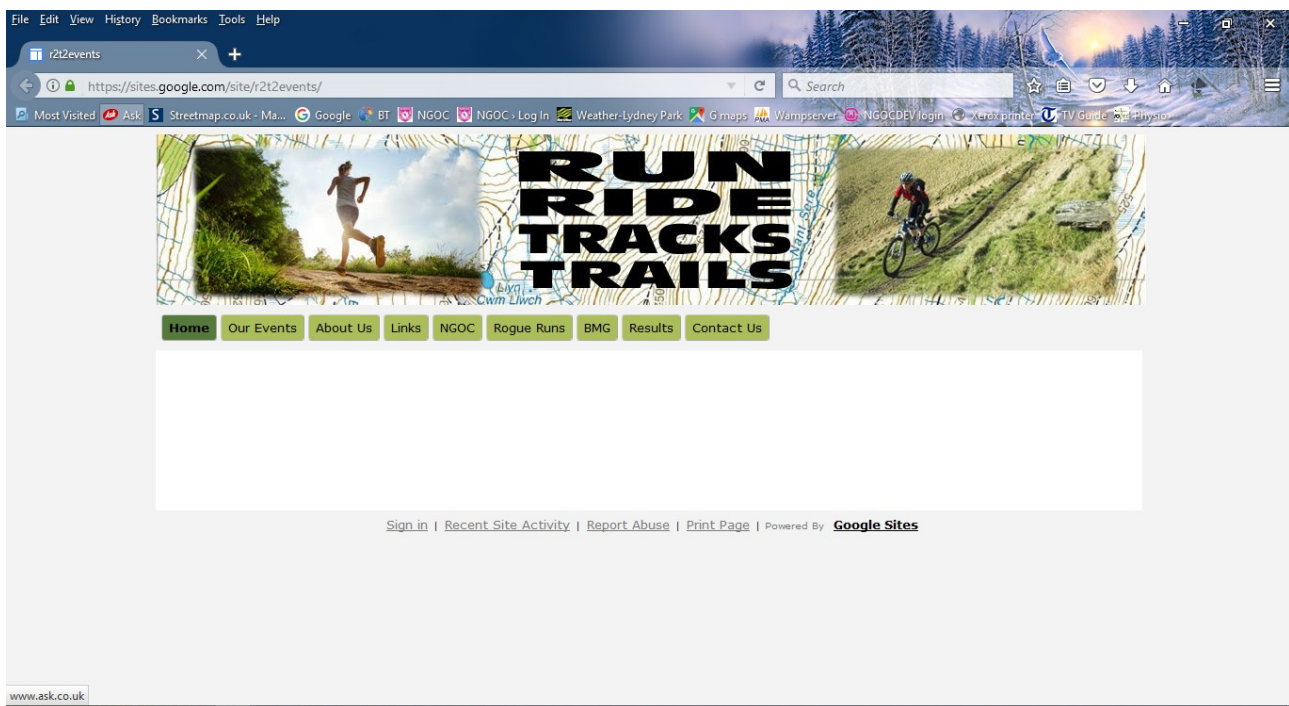 File Edit View History Bookmarks Tools Help
r2t2events
https://sites.google.com/site/r2t2events/ Search
Most Visited Ask Streetmap.co.uk - Ma... Google BT NGOC NGOC › Log In Weather-Lydney Park G maps Wampserver NGOCDEV login Xerox printer TV Guide Physio
RUN
RIDE
TRACKS
TRAILS
Nant Sere
Llyn
Cwm Llwch
Home Our Events About Us Links NGOC Rogue Runs BMG Results Contact Us
Sign in | Recent Site Activity | Report Abuse | Print Page | Powered By Google Sites
www.ask.co.uk